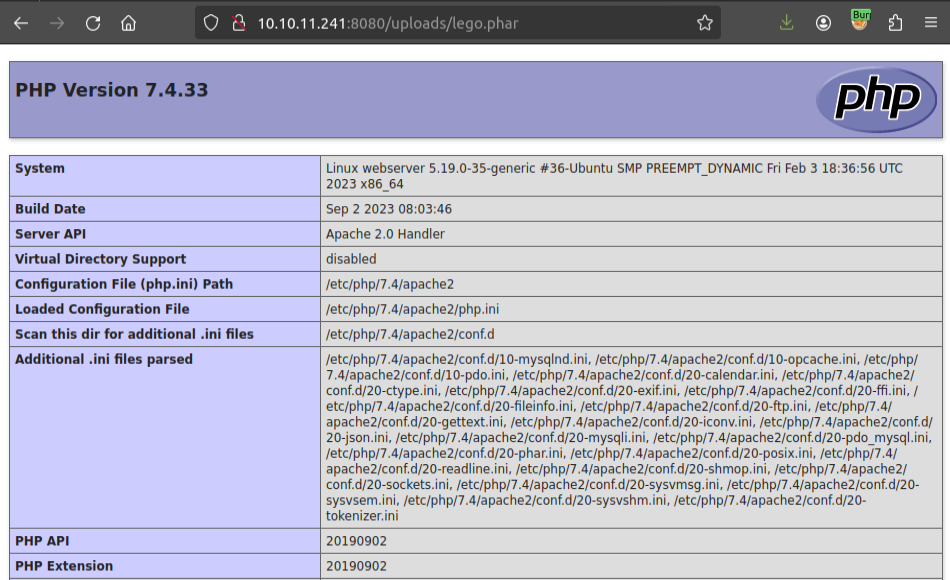 10.10.11.241:8080/uploads/lego.phar
Bur
PHP Version 7.4.33
php
System
Linux webserver 5.19.0-35-generic #36-Ubuntu SMP PREEMPT_DYNAMIC Fri Feb 3 18:36:56 UTC
2023 x86_64
Build Date
Sep 2 2023 08:03:46
Server API
Apache 2.0 Handler
Virtual Directory Support
disabled
Configuration File (php.ini) Path
/etc/php/7.4/apache2
Loaded Configuration File
/etc/php/7.4/apache2/php.ini
Scan this dir for additional .ini files
/etc/php/7.4/apache2/conf.d
Additional .ini files parsed
/etc/php/7.4/apache2/conf.d/10-mysqlnd.ini, /etc/php/7.4/apache2/conf.d/10-opcache.ini, /etc/php/
7.4/apache2/conf.d/10-pdo.ini, /etc/php/7.4/apache2/conf.d/20-calendar.ini, /etc/php/7.4/apache2/
conf.d/20-ctype.ini, /etc/php/7.4/apache2/conf.d/20-exif.ini, /etc/php/7.4/apache2/conf.d/20-ffi.ini, /
etc/php/7.4/apache2/conf.d/20-fileinfo.ini, /etc/php/7.4/apache2/conf.d/20-ftp.ini, /etc/php/7.4/
apache2/conf.d/20-gettext.ini, /etc/php/7.4/apache2/conf.d/20-iconv.ini, /etc/php/7.4/apache2/conf.d/
20-json.ini, /etc/php/7.4/apache2/conf.d/20-mysqli.ini, /etc/php/7.4/apache2/conf.d/20-pdo_mysql.ini,
/etc/php/7.4/apache2/conf.d/20-phar.ini, /etc/php/7.4/apache2/conf.d/20-posix.ini, /etc/php/7.4/
apache2/conf.d/20-readline.ini, /etc/php/7.4/apache2/conf.d/20-shmop.ini, /etc/php/7.4/apache2/
conf.d/20-sockets.ini, /etc/php/7.4/apache2/conf.d/20-sysvmsg.ini, /etc/php/7.4/apache2/conf.d/20-
sysvsem.ini, /etc/php/7.4/apache2/conf.d/20-sysvshm.ini, /etc/php/7.4/apache2/conf.d/20-
tokenizer.ini
PHP API
20190902
PHP Extension
20190902